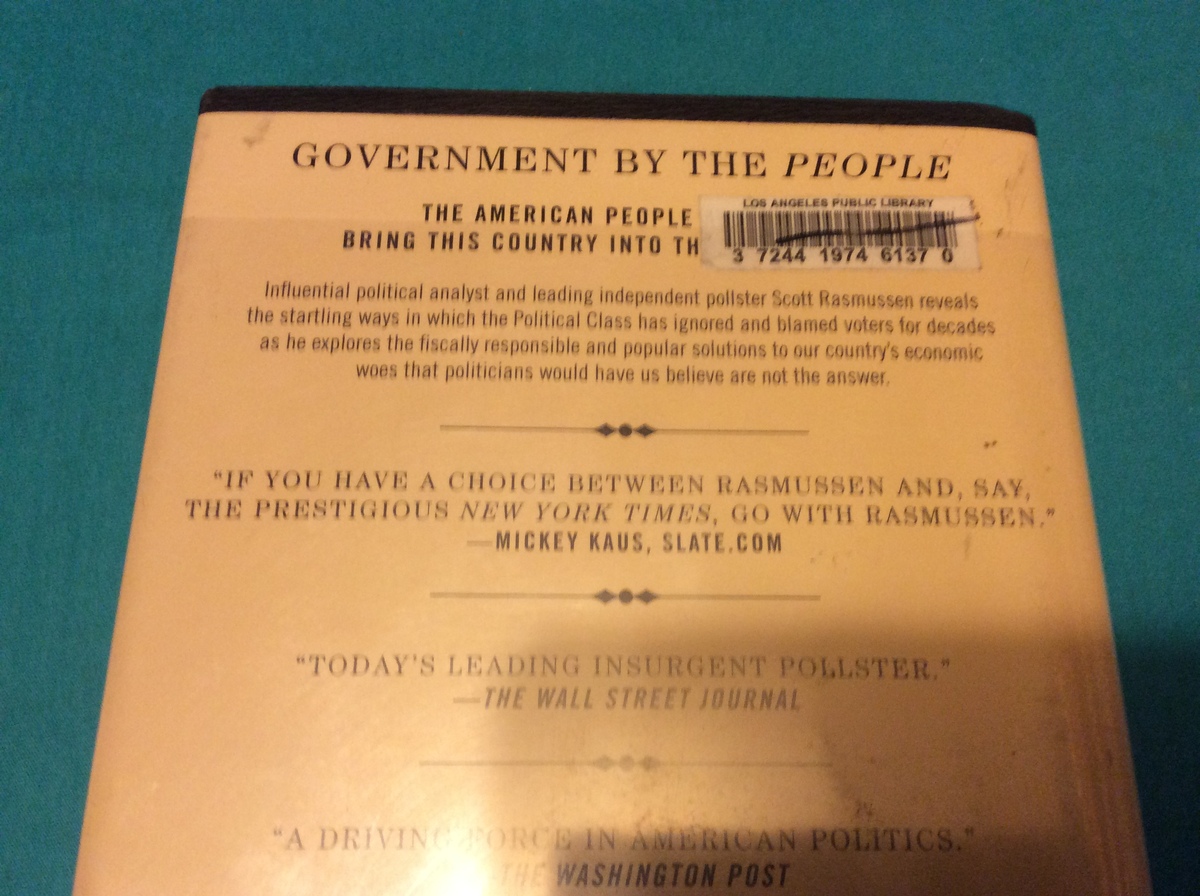 GOVERNMENT BY THE PEOPLE
THE AMERICAN PEOPLE
LOS ANGELES PUBLIC LIBRARY
BRING THIS COUNTRY INTO TH
3 7244 1974 6137 0
Influential political analyst and leading independent pollster Scott Rasmussen reveals
the startling ways in which the Political Class has ignored and blamed voters for decades
as he explores the fiscally responsible and popular solutions to our country's economic
woes that politicians would have us believe are not the answer.
"IF YOU HAVE A CHOICE BETWEEN RASMUSSEN AND, SAY,
THE PRESTIGIOUS NEW YORK TIMES, GO WITH RASMUSSEN."
—MICKEY KAUS, SLATE.COM
"TODAY'S LEADING INSURGENT POLLSTER."
—THE WALL STREET JOURNAL
"A DRIVING FORCE IN AMERICAN POLITICS."
THE WASHINGTON POST